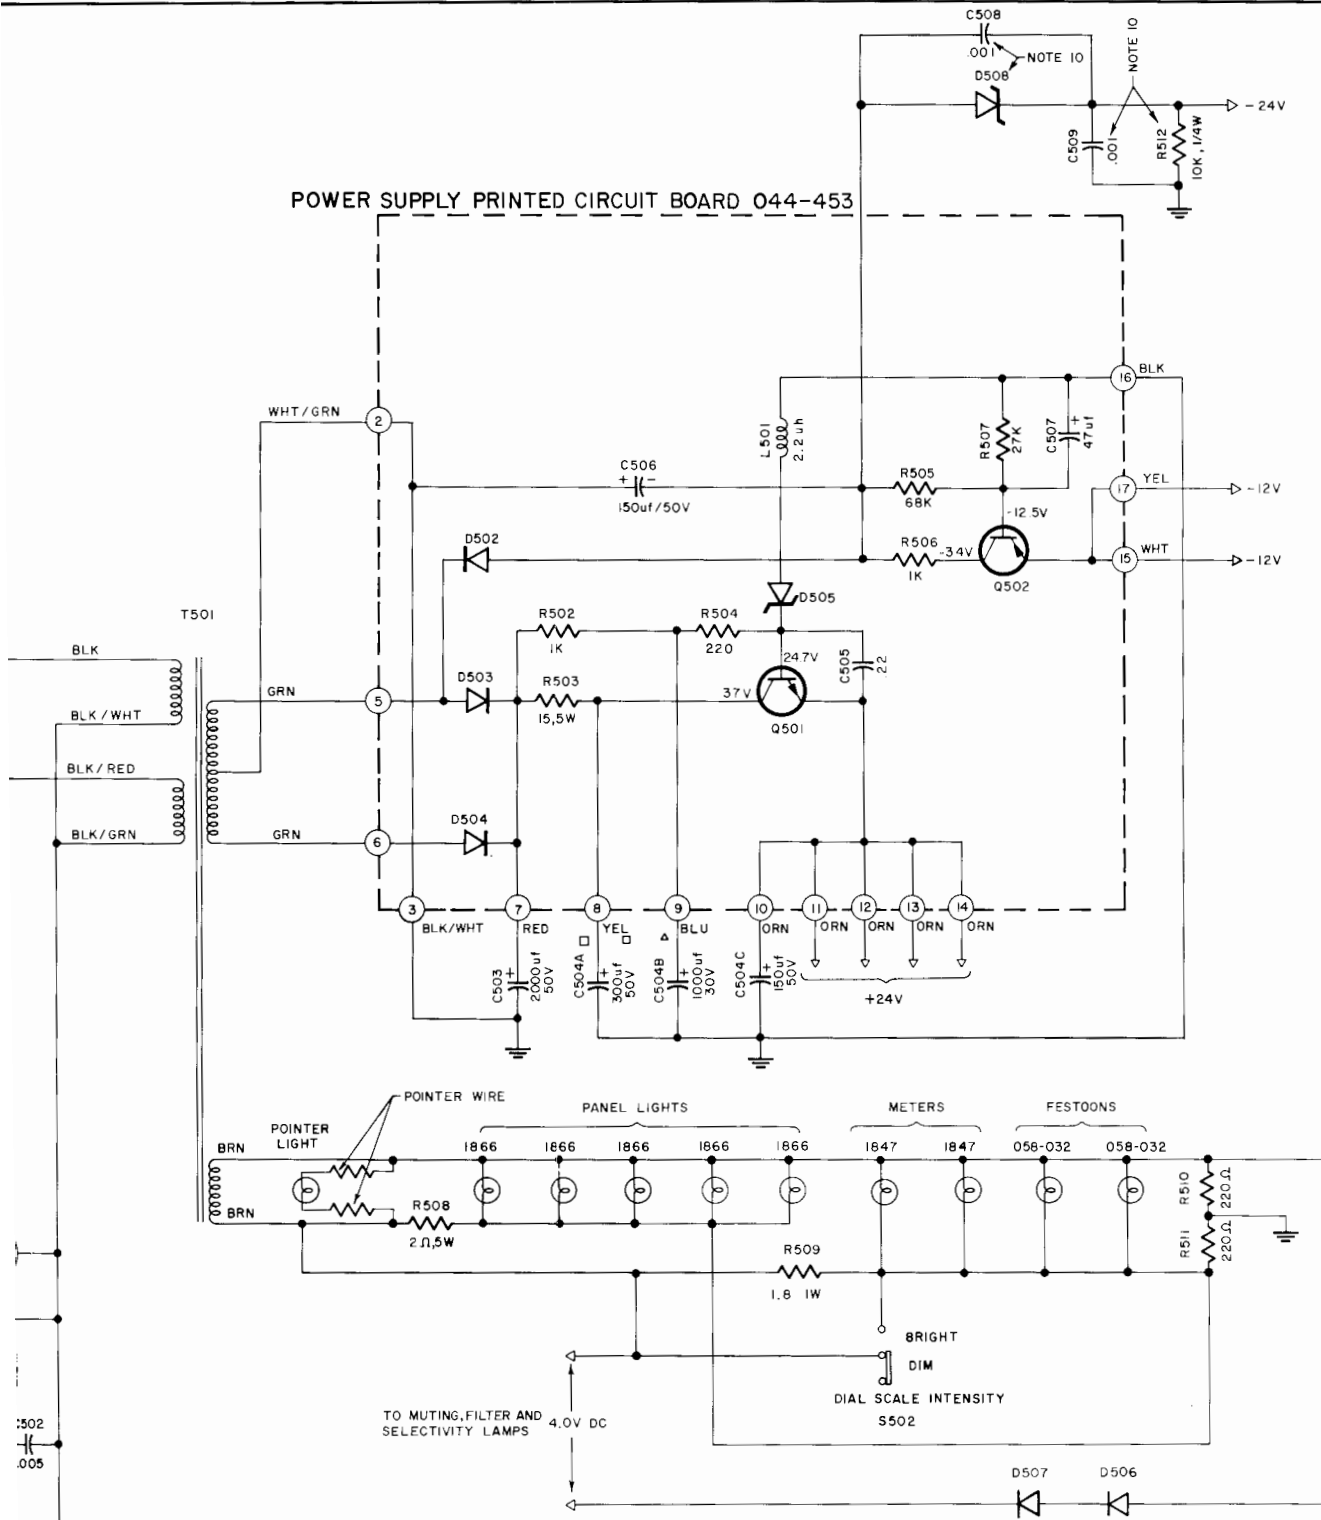 C508
.001
NOTE 10
D508
NOTE 10
-24V
C509
.001
R512
10K, 1/4W
POWER SUPPLY PRINTED CIRCUIT BOARD 044-453
16
BLK
WHT/GRN
2
L501
2.2uh
R507
27K
C507
+
47uf
C506
+
-
150uf/50V
R505
68K
17
YEL
-12V
-12.5V
D502
R506
-34V
1K
Q502
15
WHT
-12V
D505
T501
R502
1K
R504
220
24.7V
C505
.22
BLK
D503
R503
15,5W
37V
Q501
GRN
5
BLK/WHT
BLK/RED
BLK/GRN
GRN
6
D504
3
BLK/WHT
7
RED
8
YEL
9
BLU
10
ORN
11
ORN
12
ORN
13
ORN
14
ORN
C503
+
2000uf
50V
C504A
+
300uf
50V
C504B
+
1000uf
30V
C504C
+
150uf
50V
+24V
POINTER WIRE
PANEL LIGHTS
METERS
FESTOONS
POINTER
LIGHT
BRN
1866
1866
1866
1866
1866
1847
1847
058-032
058-032
BRN
R508
2Ω,5W
R510
220Ω
R511
220Ω
R509
1.8 1W
BRIGHT
DIM
DIAL SCALE INTENSITY
S502
TO MUTING, FILTER AND
SELECTIVITY LAMPS
4.0V DC
C502
.005
D507
D506